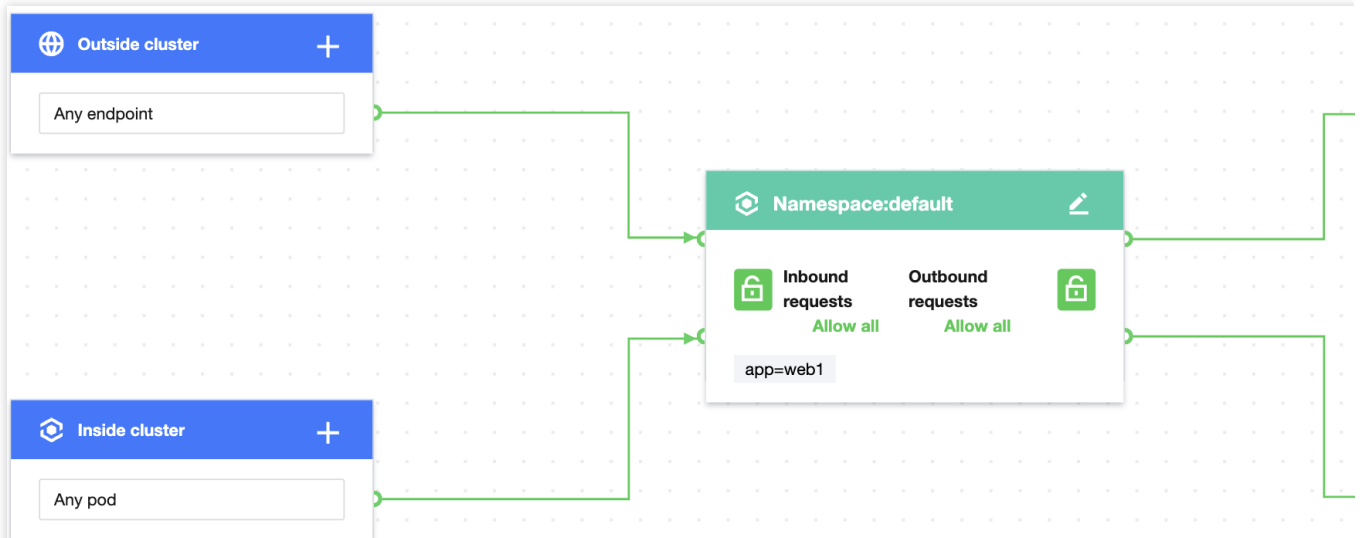 Outside cluster
Any endpoint
Namespace:default
Inbound requests
Allow all
Outbound requests
Allow all
app=web1
Inside cluster
Any pod